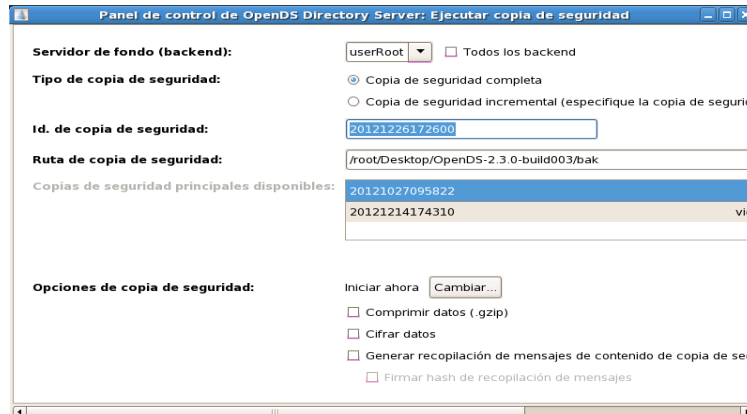 Panel de control de OpenDS Directory Server: Ejecutar copia de seguridad
Servidor de fondo (backend): userRoot Todos los backend
Tipo de copia de seguridad: Copia de seguridad completa
Copia de seguridad incremental (especifique la copia de seguri
Id. de copia de seguridad: 20121226172600
Ruta de copia de seguridad: /root/Desktop/OpenDS-2.3.0-build003/bak
Copias de seguridad principales disponibles: 20121027095822
20121214174310 vi
Opciones de copia de seguridad: Iniciar ahora Cambiar...
Comprimir datos (.gzip)
Cifrar datos
Generar recopilación de mensajes de contenido de copia de se
Firmar hash de recopilación de mensajes